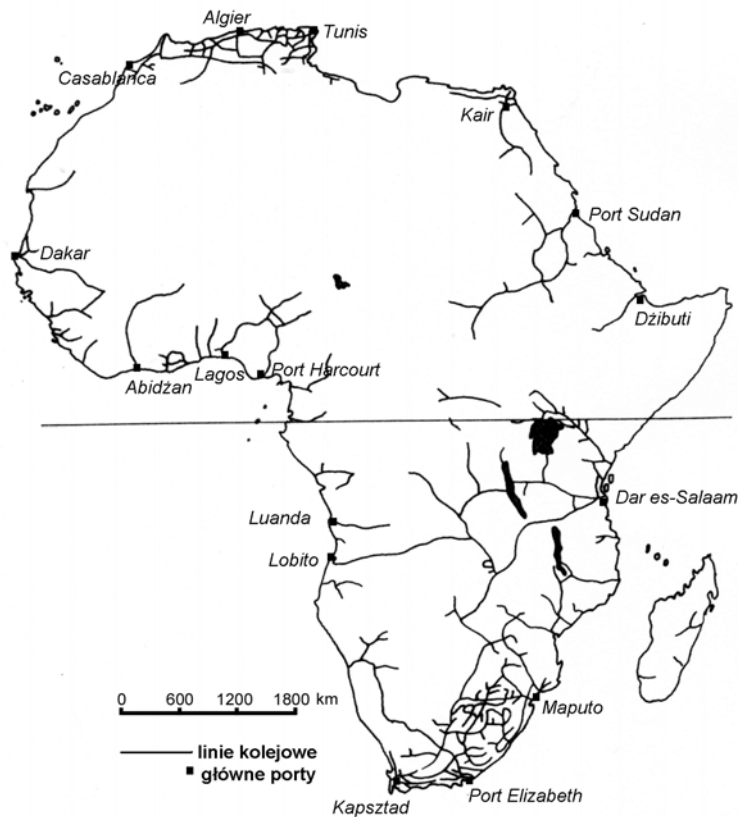 Algier
Tunis
Casablanca
Kair
Port Sudan
Dakar
Dżibuti
Lagos
Port Harcourt
Abidżan
Dar es-Salaam
Luanda
Lobito
0 600 1200 1800 km
Maputo
linie kolejowe
główne porty
Port Elizabeth
Kapsztad